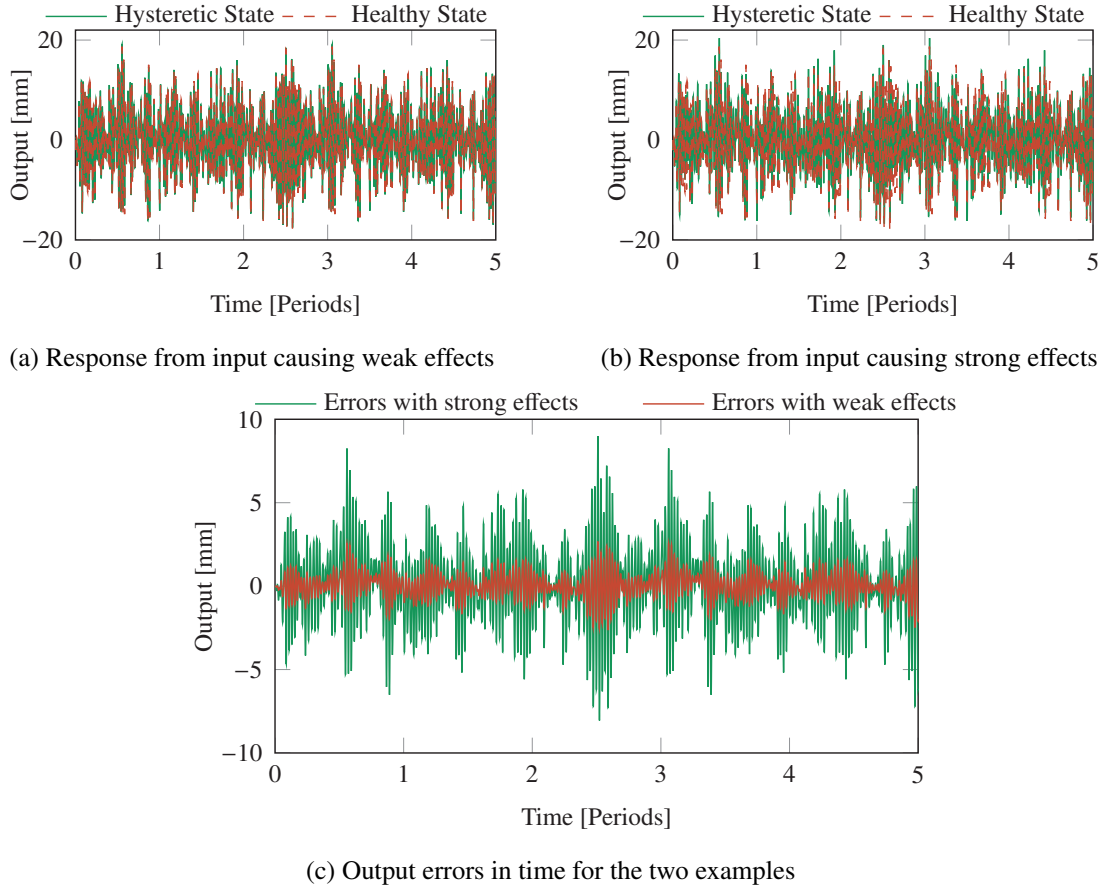 Hysteretic State Healthy State
20
0
−20
Output [mm]
0 1 2 3 4 5
Time [Periods]
(a) Response from input causing weak effects
Hysteretic State Healthy State
20
0
−20
Output [mm]
0 1 2 3 4 5
Time [Periods]
(b) Response from input causing strong effects
Errors with strong effects Errors with weak effects
10
5
0
−5
−10
Output [mm]
0 1 2 3 4 5
Time [Periods]
(c) Output errors in time for the two examples